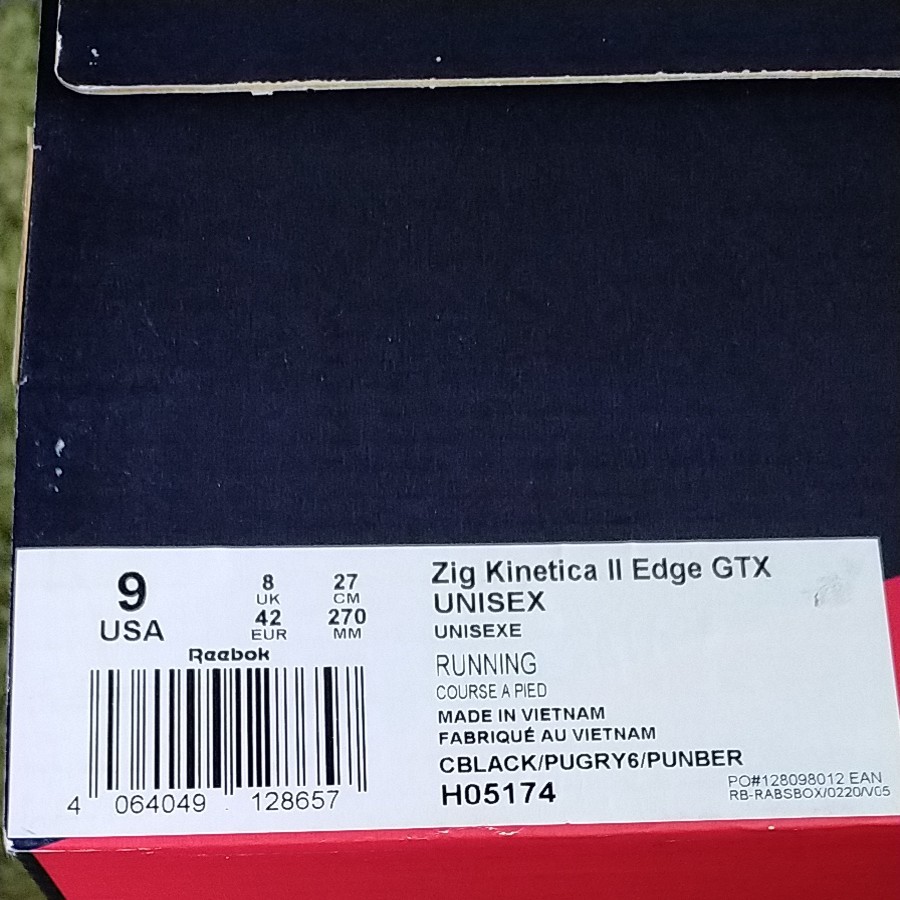 9
USA
8
UK
42
EUR
27
CM
270
MM
Reebok
4 064049 128657
Zig Kinetica II Edge GTX
UNISEX
UNISEXE
RUNNING
COURSE A PIED
MADE IN VIETNAM
FABRIQUÉ AU VIETNAM
CBLACK/PUGRY6/PUNBER
H05174
PO#128098012 EAN
RB-RABSBOX/0220/V05